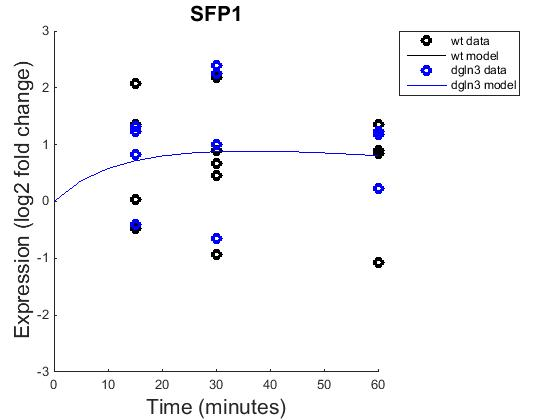 SFP1
3
2
1
0
-1
-2
-3
Expression (log2 fold change)
0 10 20 30 40 50 60
Time (minutes)
wt data
wt model
dgln3 data
dgln3 model